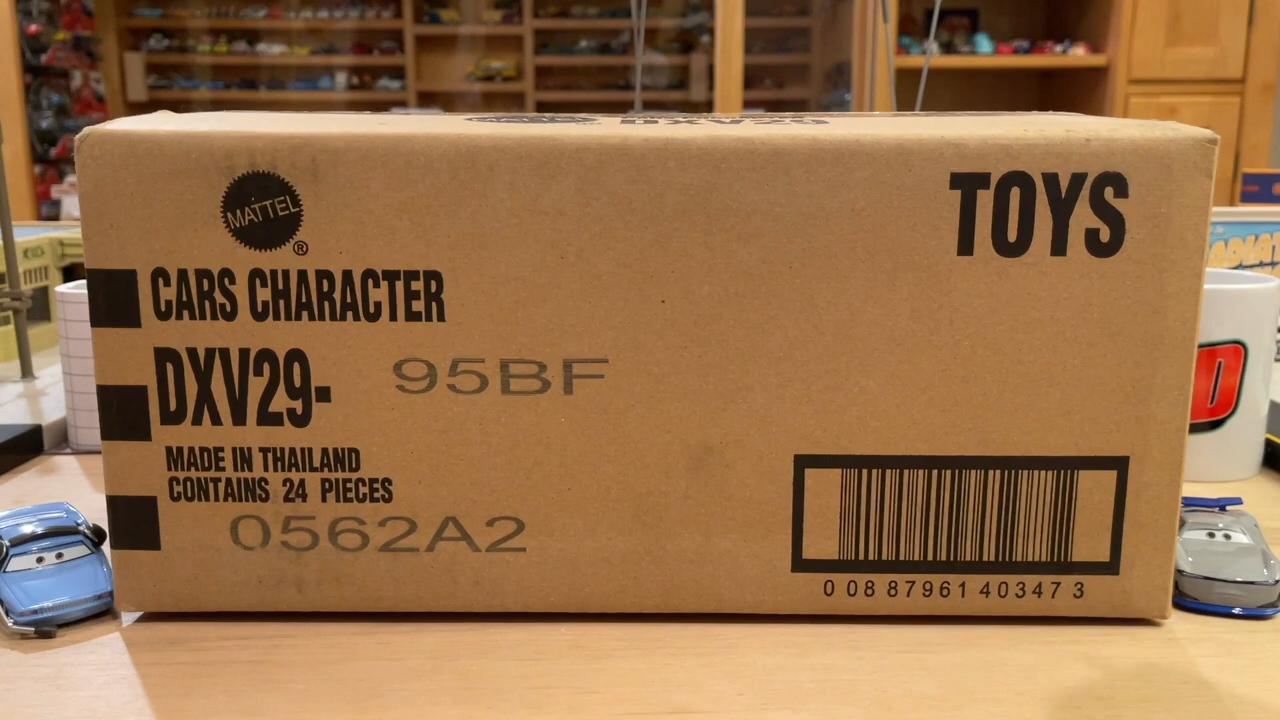 MATTEL
®
TOYS
CARS CHARACTER
DXV29- 95BF
MADE IN THAILAND
CONTAINS 24 PIECES
0562A2
0 08 87961 40347 3